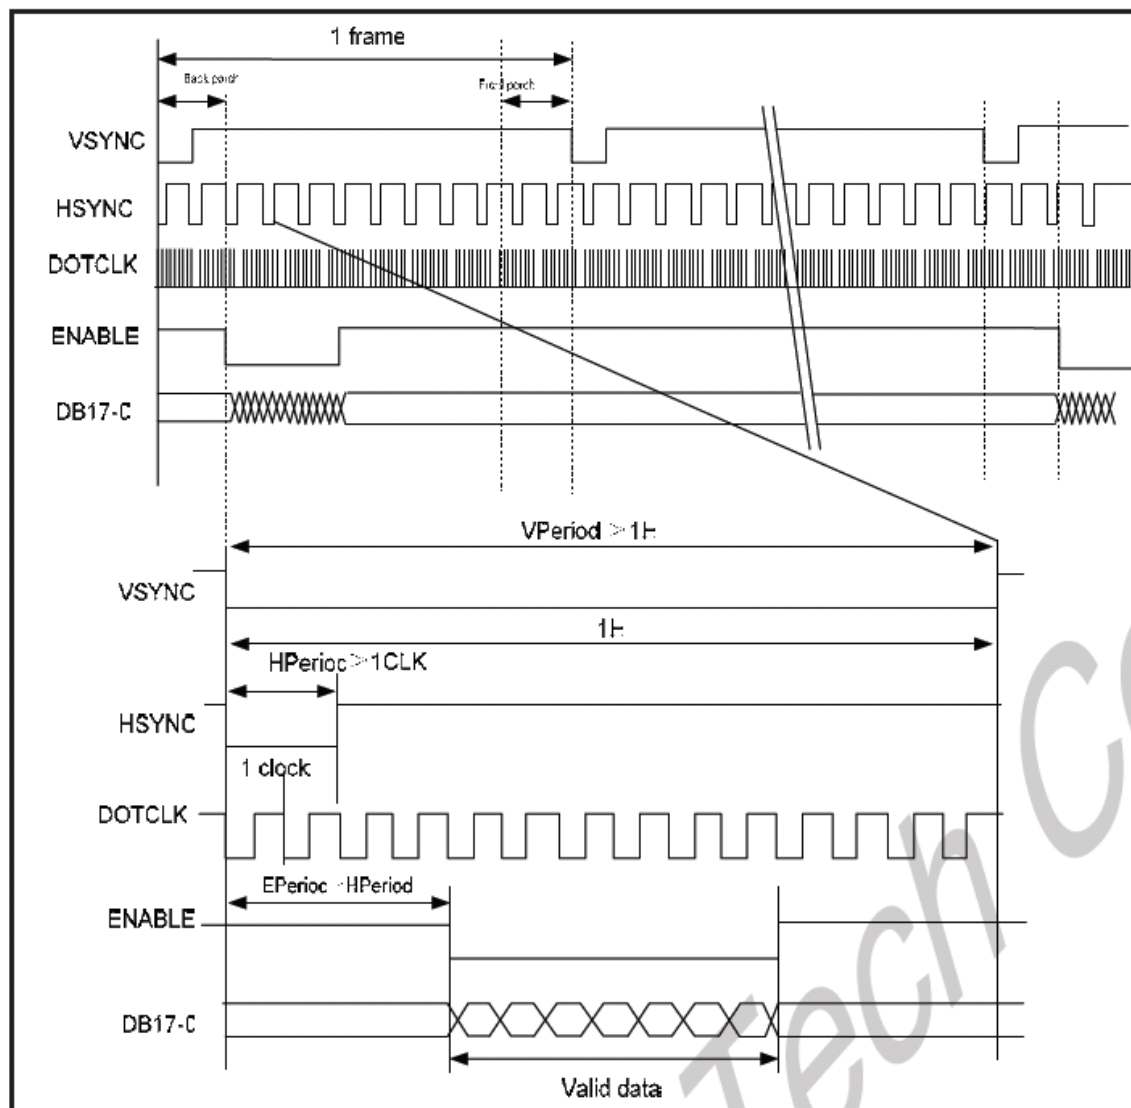 1 frame
Back porch
Front porch
VSYNC
HSYNC
DOTCLK
ENABLE
DB17-0
VPeriod > 1H
VSYNC
1H
HPeriod > 1CLK
HSYNC
1 clock
DOTCLK
EPeriod HPeriod
ENABLE
DB17-0
Valid data
Tech